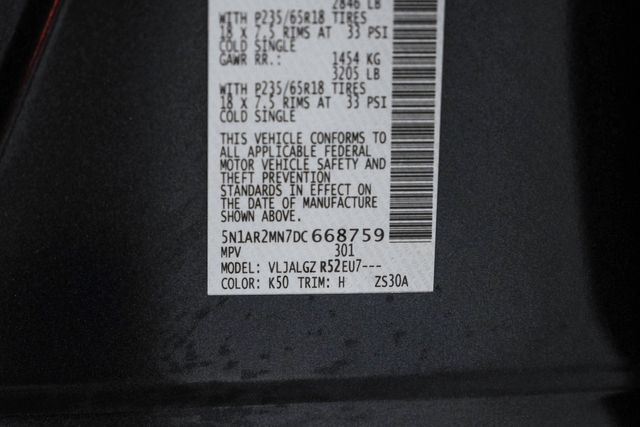 2846 LB
WITH P235/65R18 TIRES
18 X 7.5 RIMS AT 33 PSI
COLD SINGLE
GAWR RR.: 1454 KG
3205 LB
WITH P235/65R18 TIRES
18 X 7.5 RIMS AT 33 PSI
COLD SINGLE
THIS VEHICLE CONFORMS TO
ALL APPLICABLE FEDERAL
MOTOR VEHICLE SAFETY AND
THEFT PREVENTION
STANDARDS IN EFFECT ON
THE DATE OF MANUFACTURE
SHOWN ABOVE.
5N1AR2MN7DC668759
MPV 301
MODEL: VLJALGZ R52EU7---
COLOR: K50 TRIM: H ZS30A